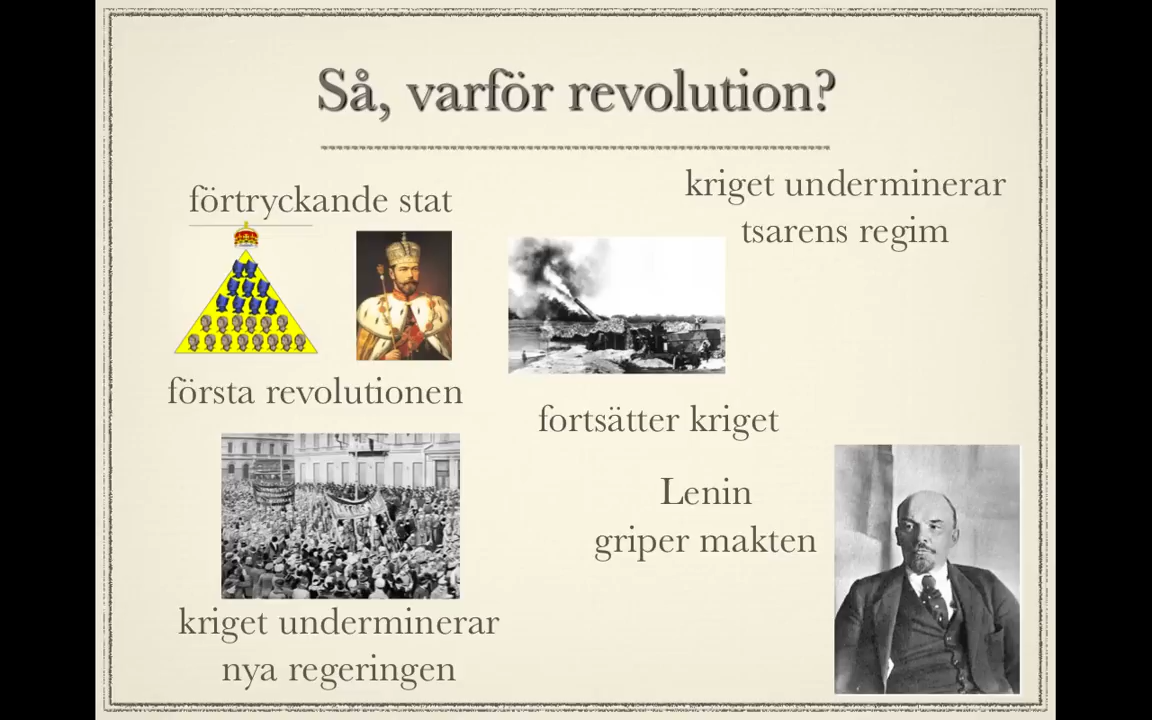 Så, varför revolution?
förtryckande stat
kriget underminerar
tsarens regim
första revolutionen
fortsätter kriget
Lenin
griper makten
kriget underminerar
nya regeringen